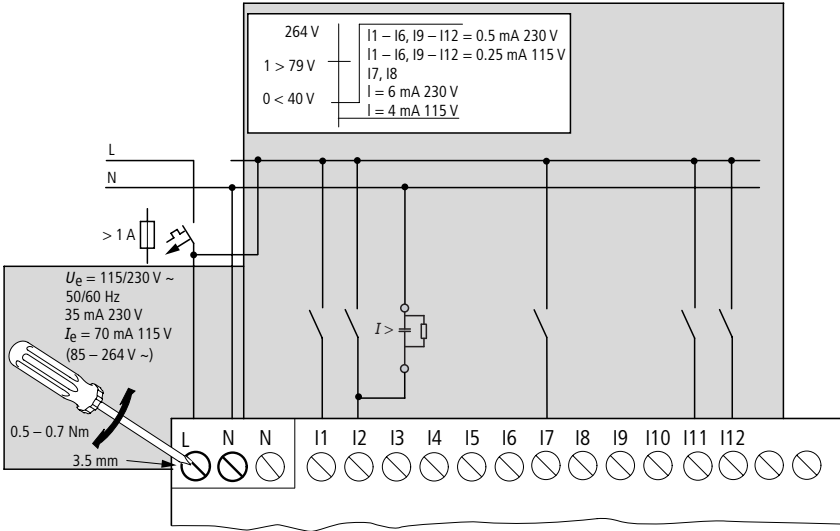 264 V
1 > 79 V
0 < 40 V
I1 – I6, I9 – I12 = 0.5 mA 230 V
I1 – I6, I9 – I12 = 0.25 mA 115 V
I7, I8
I = 6 mA 230 V
I = 4 mA 115 V
L
N
> 1 A
Ue = 115/230 V ~
50/60 Hz
35 mA 230 V
Ie = 70 mA 115 V
(85 – 264 V ~)
I >
0.5 – 0.7 Nm
3.5 mm
L N N I1 I2 I3 I4 I5 I6 I7 I8 I9 I10 I11 I12